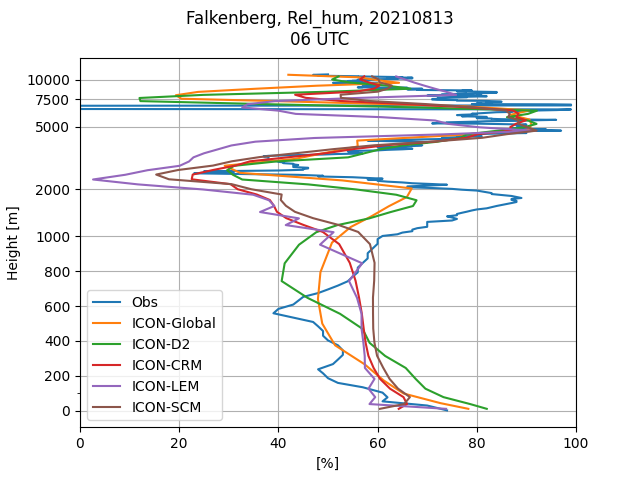 Falkenberg, Rel_hum, 20210813
06 UTC
10000
7500
5000
2000
1000
800
600
400
200
0
Height [m]
Obs
ICON-Global
ICON-D2
ICON-CRM
ICON-LEM
ICON-SCM
0 20 40 60 80 100
[%]